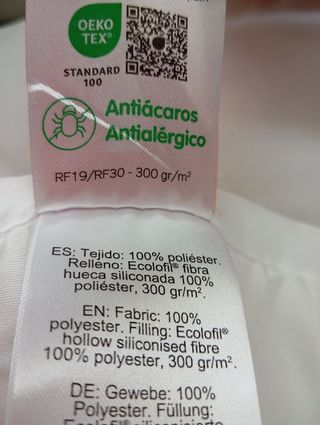 OEKO
TEX®
STANDARD
100
Antiácaros
Antialérgico
RF19/RF30 - 300 gr/m²
ES: Tejido: 100% poliéster.
Relleno: Ecolofil® fibra
hueca siliconada 100%
poliéster, 300 gr/m².
EN: Fabric: 100%
polyester. Filling: Ecolofil®
hollow siliconised fibre
100% polyester, 300 gr/m².
DE: Gewebe: 100%
Polyester. Füllung: